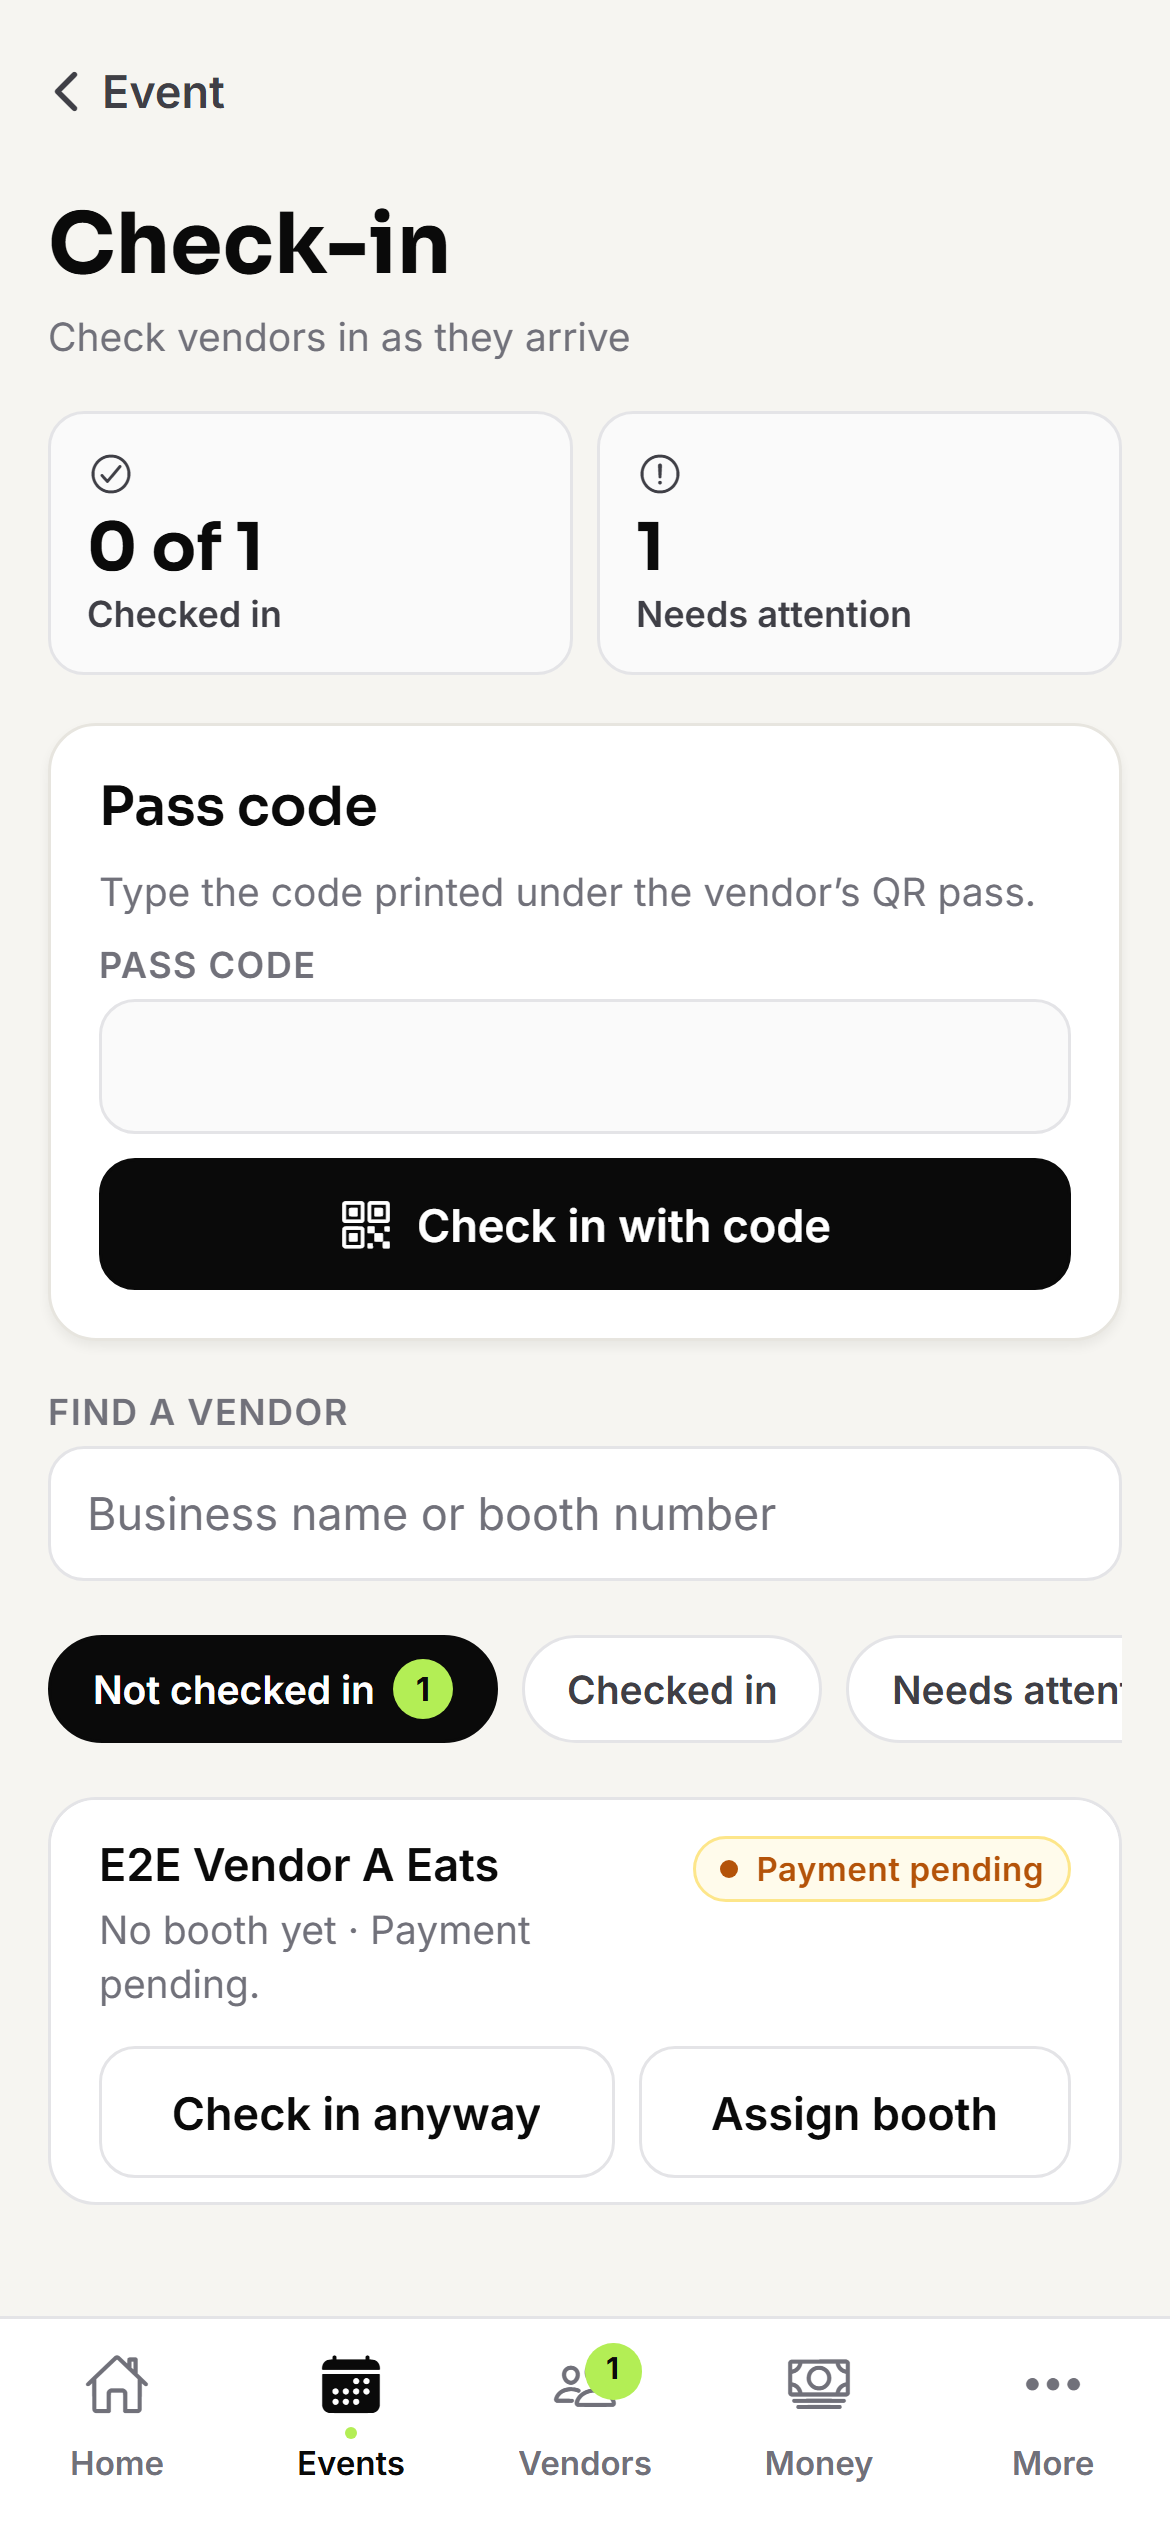 Event
Check-in
Check vendors in as they arrive
0 of 1
Checked in
1
Needs attention
Pass code
Type the code printed under the vendor’s QR pass.
PASS CODE
Check in with code
FIND A VENDOR
Business name or booth number
Not checked in 1
Checked in
Needs atten
E2E Vendor A Eats
Payment pending
No booth yet · Payment
pending.
Check in anyway
Assign booth
1
Home
Events
Vendors
Money
More